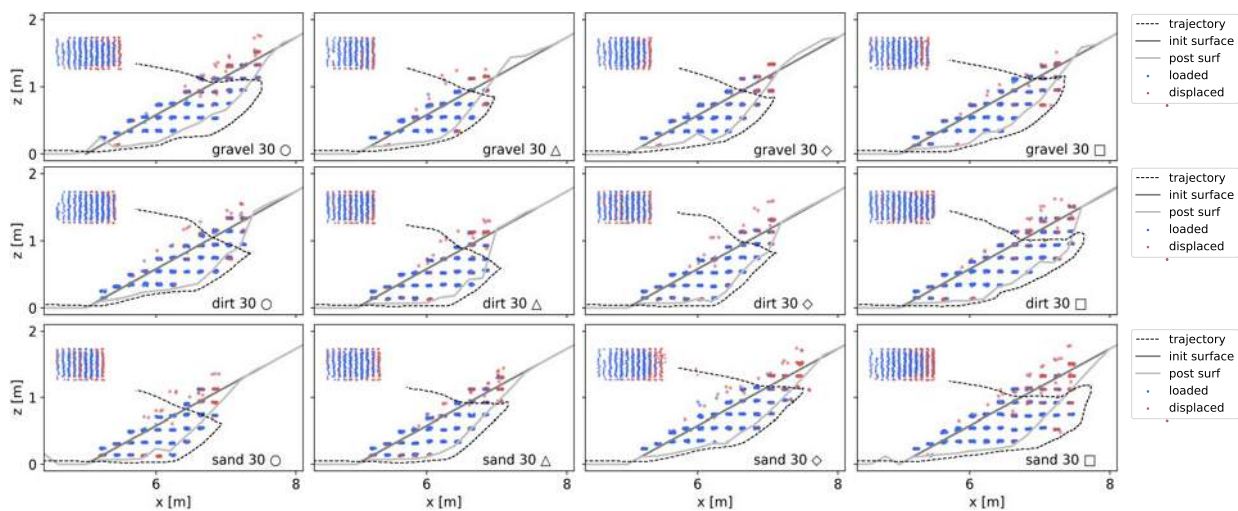 2
1
0
z [m]
gravel 30 ○
gravel 30 △
gravel 30 ◇
gravel 30 □
trajectory
init surface
post surf
loaded
displaced
2
1
0
z [m]
dirt 30 ○
dirt 30 △
dirt 30 ◇
dirt 30 □
trajectory
init surface
post surf
loaded
displaced
2
1
0
z [m]
sand 30 ○
sand 30 △
sand 30 ◇
sand 30 □
trajectory
init surface
post surf
loaded
displaced
6 8
6
6 8
6 8
x [m]
x [m]
x [m]
x [m]